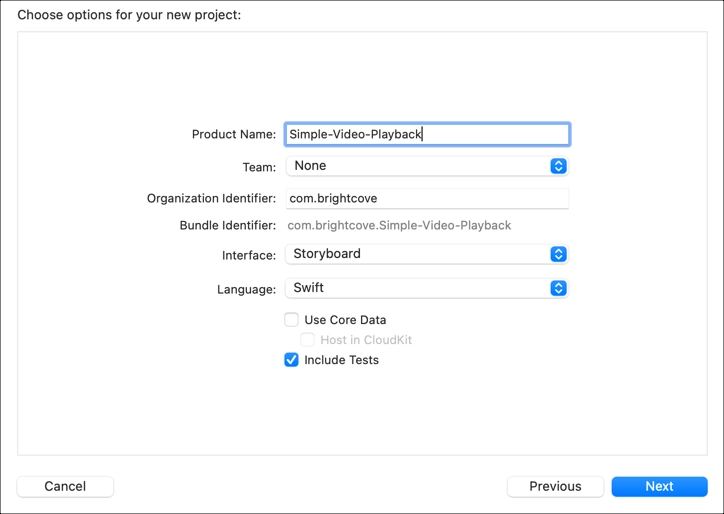 Choose options for your new project:
Product Name: Simple-Video-Playback
Team: None
Organization Identifier: com.brightcove
Bundle Identifier: com.brightcove.Simple-Video-Playback
Interface: Storyboard
Language: Swift
Use Core Data
Host in CloudKit
Include Tests
Cancel Previous Next